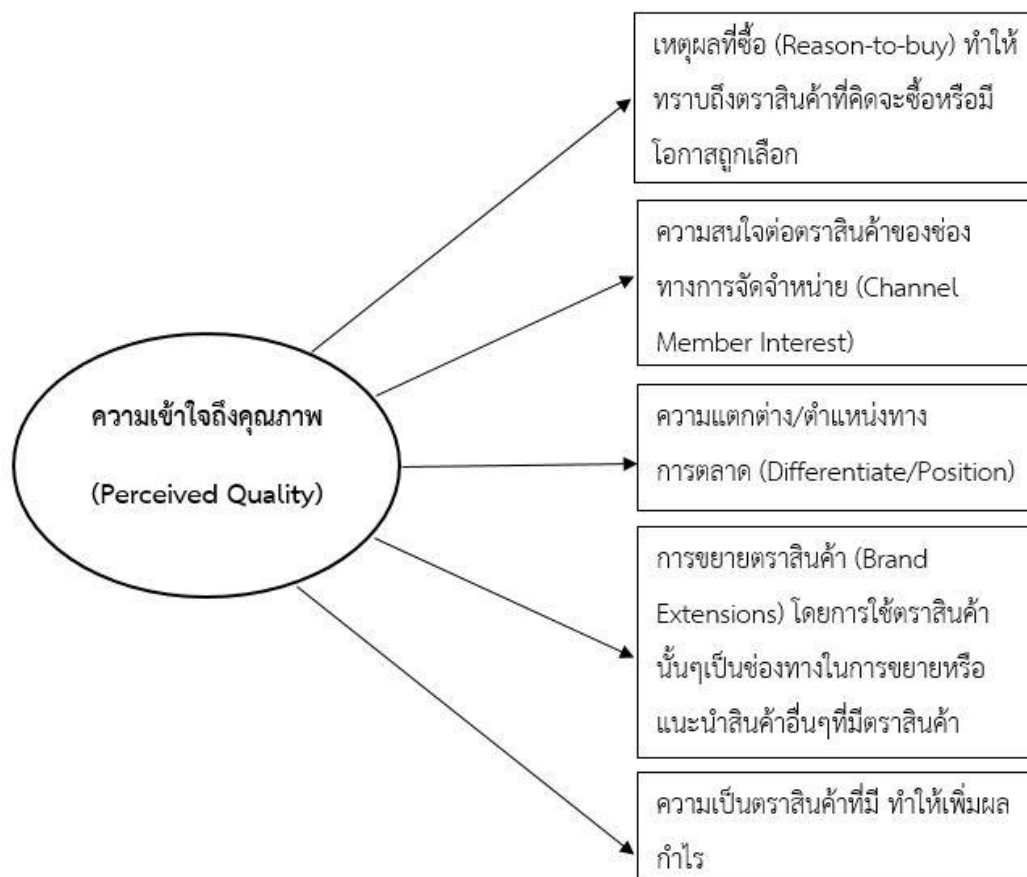 เหตุผลที่ซื้อ (Reason-to-buy) ทำให้
ทราบถึงตราสินค้าที่คิดจะซื้อหรือมี
โอกาสถูกเลือก
ความสนใจต่อตราสินค้าของช่อง
ทางการจัดจำหน่าย (Channel
Member Interest)
ความเข้าใจถึงคุณภาพ
(Perceived Quality)
ความแตกต่าง/ตำแหน่งทาง
การตลาด (Differentiate/Position)
การขยายตราสินค้า (Brand
Extensions) โดยการใช้ตราสินค้า
นั้นๆเป็นช่องทางในการขยายหรือ
แนะนำสินค้าอื่นๆที่มีตราสินค้า
ความเป็นตราสินค้าที่มี ทำให้เพิ่มผล
กำไร